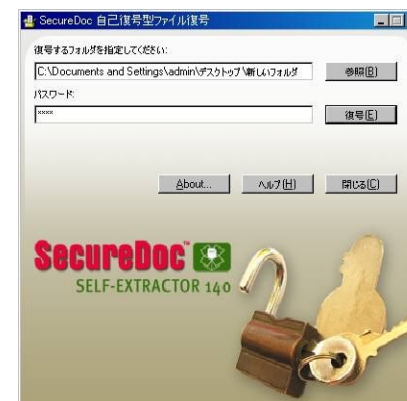 SecureDoc 自己復号型ファイル復号
復号するフォルダを指定してください:
C:\Documents and Settings\admin\デスクトップ\新しいフォルダ
参照(R)
パスワード:
****
復号(E)
About...
ヘルプ(H)
閉じる(C)
SecureDoc™
SELF-EXTRACTOR 140